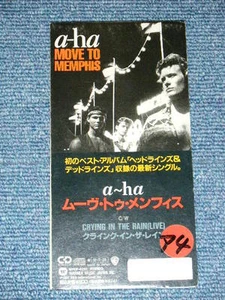 a-ha
MOVE TO
MEMPHIS
初のベスト・アルバム「ヘッドラインズ&
デッドラインズ」収録の最新シングル。
a~ha
ムーヴ・トゥ・メンフィス
C/W
CRYING IN THE RAIN(LIVE)
クライング・イン・ザ・レイン
P4